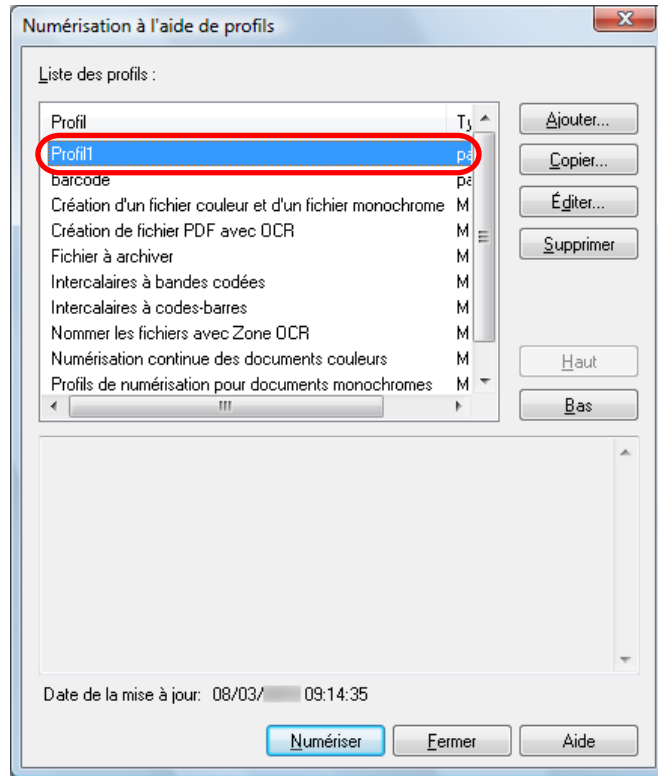 Numérisation à l'aide de profils
Liste des profils :
Profil Ty
Profil1 pa
barcode pa
Création d'un fichier couleur et d'un fichier monochrome M
Création de fichier PDF avec OCR M
Fichier à archiver M
Intercalaires à bandes codées M
Intercalaires à codes-barres M
Nommer les fichiers avec Zone OCR M
Numérisation continue des documents couleurs M
Profils de numérisation pour documents monochromes M
Ajouter...
Copier...
Éditer...
Supprimer
Haut
Bas
Date de la mise à jour: 08/03/ 09:14:35
Numériser Fermer Aide